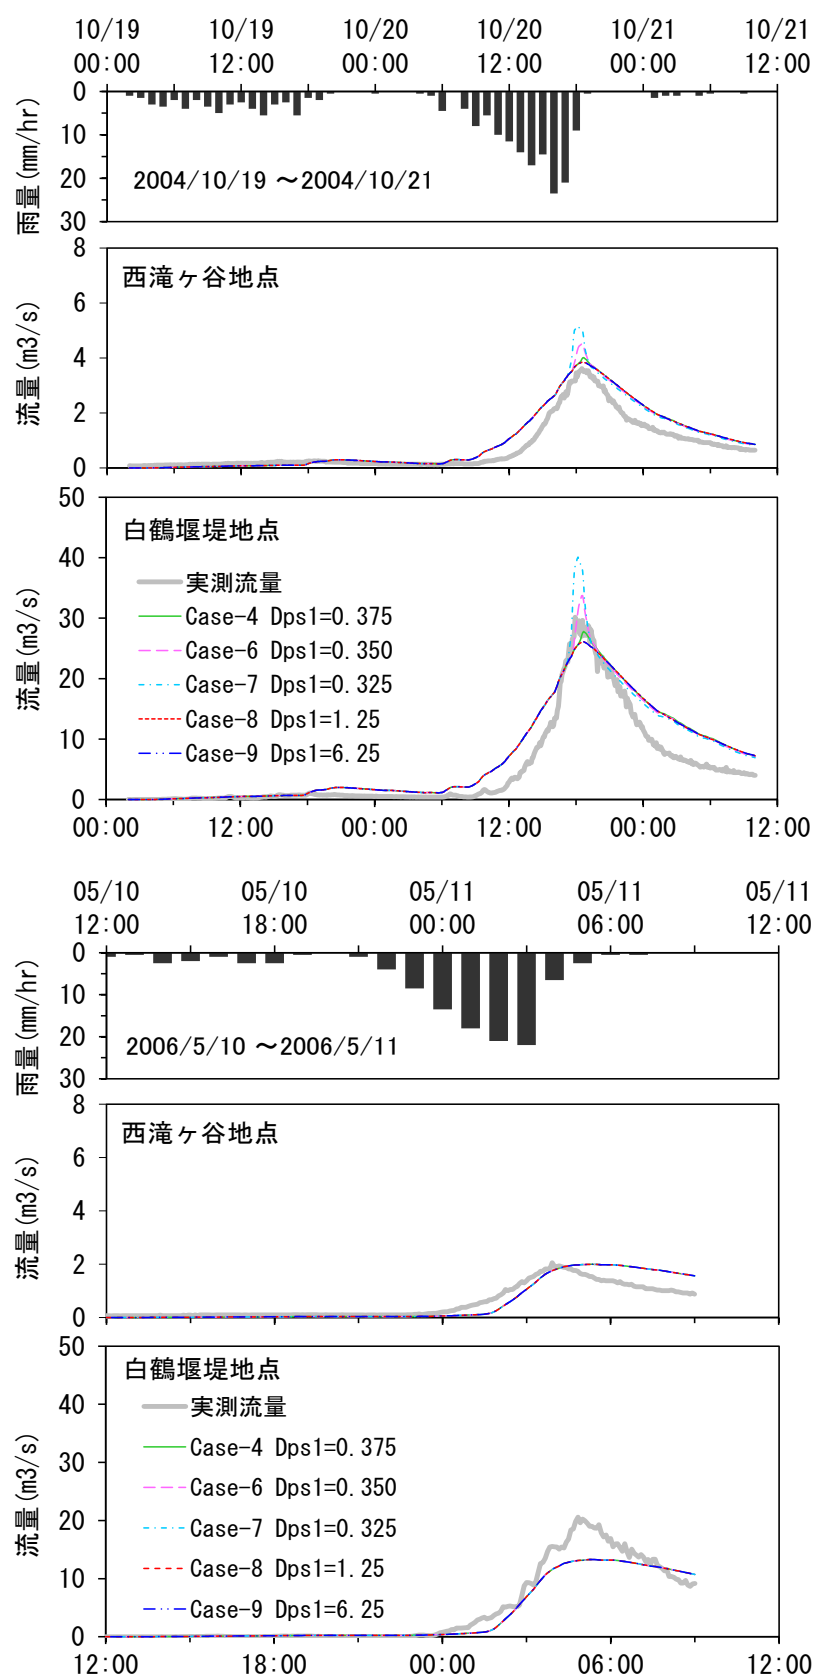 10/19 10/19 10/20 10/20 10/21 10/21
00:00 12:00 00:00 12:00 00:00 12:00
雨量(mm/hr)
0
10
20
30
2004/10/19 ～2004/10/21
流量(m3/s)
8
6
4
2
0
西滝ヶ谷地点
流量(m3/s)
50
40
30
20
10
0
白鶴堰堤地点
実測流量
Case-4 Dps1=0.375
Case-6 Dps1=0.350
Case-7 Dps1=0.325
Case-8 Dps1=1.25
Case-9 Dps1=6.25
00:00 12:00 00:00 12:00 00:00 12:00
05/10 05/10 05/11 05/11 05/11
12:00 18:00 00:00 06:00 12:00
雨量(mm/hr)
0
10
20
30
2006/5/10 ～2006/5/11
流量(m3/s)
8
6
4
2
0
西滝ヶ谷地点
流量(m3/s)
50
40
30
20
10
0
白鶴堰堤地点
実測流量
Case-4 Dps1=0.375
Case-6 Dps1=0.350
Case-7 Dps1=0.325
Case-8 Dps1=1.25
Case-9 Dps1=6.25
12:00 18:00 00:00 06:00 12:00